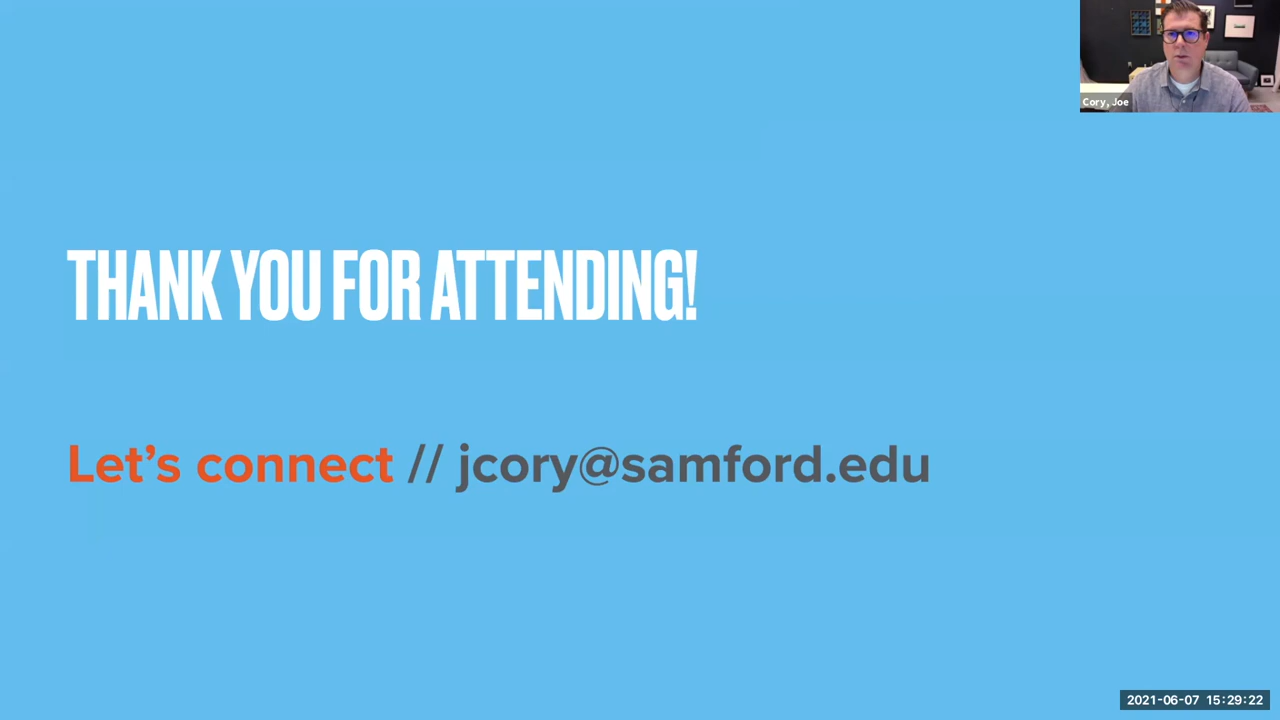 Cory, Joe
THANK YOU FOR ATTENDING!
Let’s connect // jcory@samford.edu
2021-06-07 15:29:22